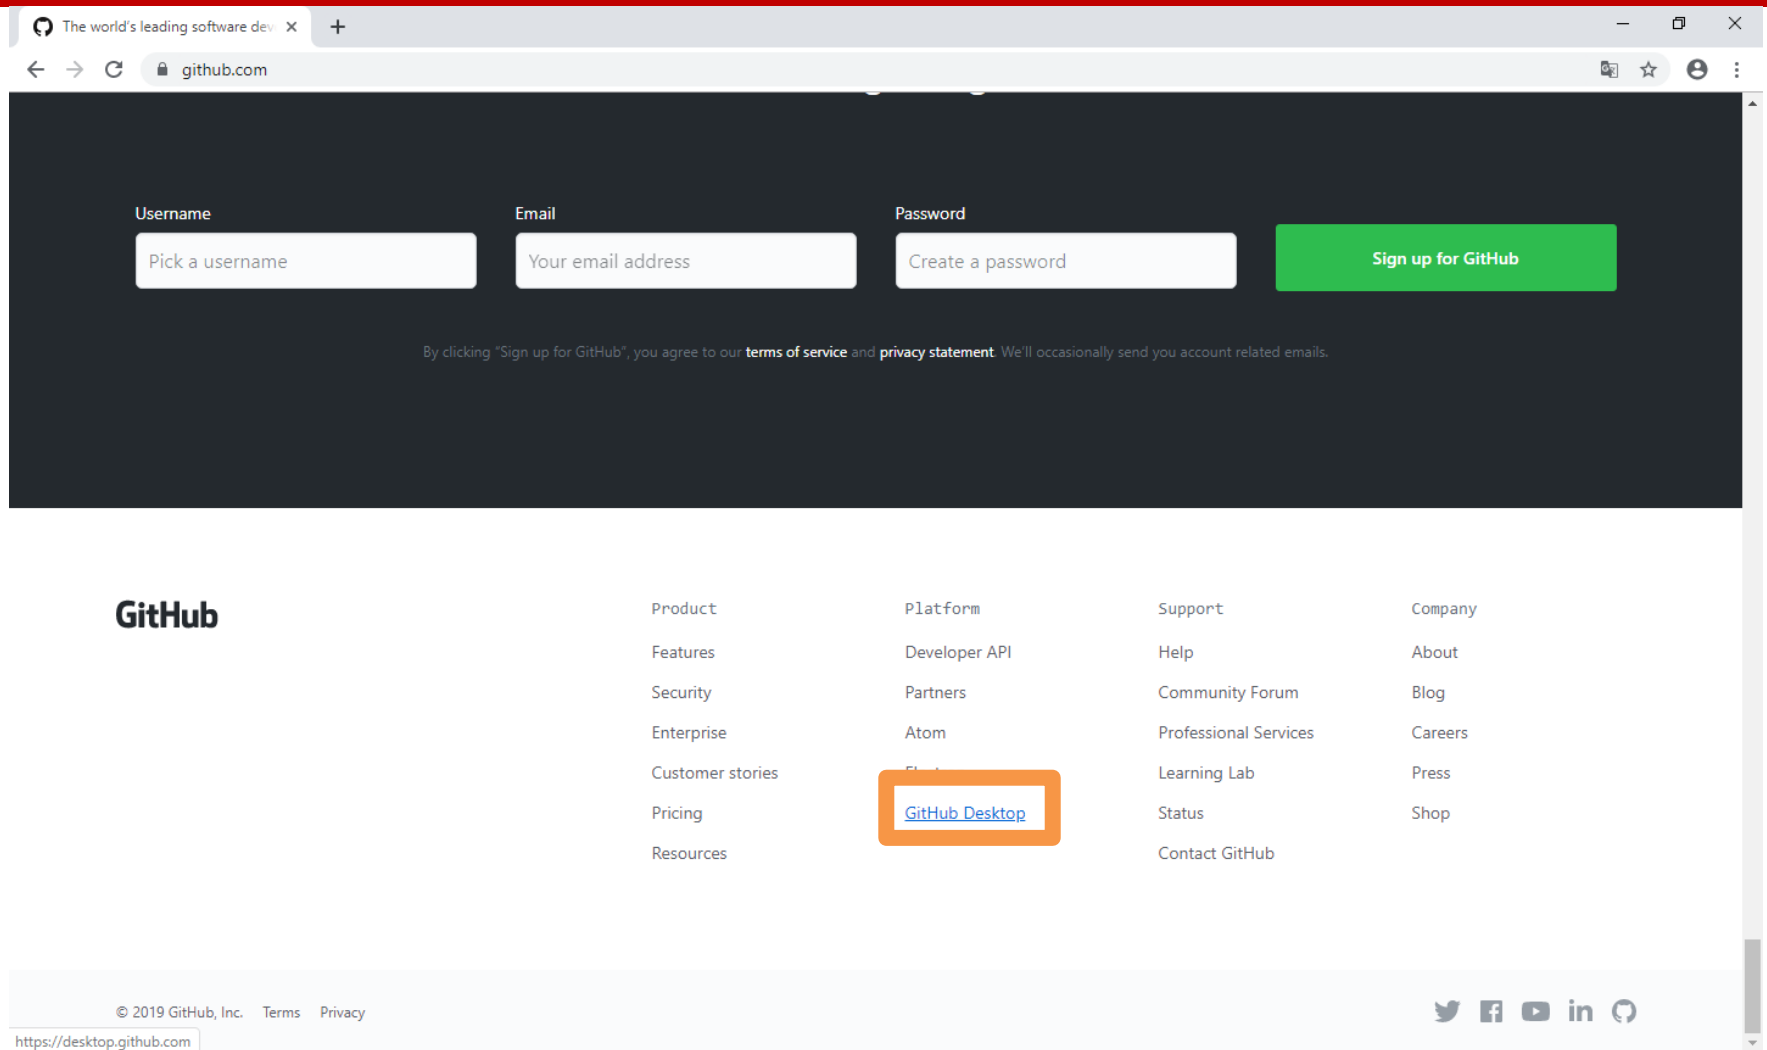 The world's leading software dev
github.com
Username
Email
Password
Pick a username
Your email address
Create a password
Sign up for GitHub
By clicking "Sign up for GitHub", you agree to our terms of service and privacy statement. We'll occasionally send you account related emails.
GitHub
Product
Features
Security
Enterprise
Customer stories
Pricing
Resources
Platform
Developer API
Partners
Atom
GitHub Desktop
Support
Help
Community Forum
Professional Services
Learning Lab
Status
Contact GitHub
Company
About
Blog
Careers
Press
Shop
© 2019 GitHub, Inc. Terms Privacy
https://desktop.github.com